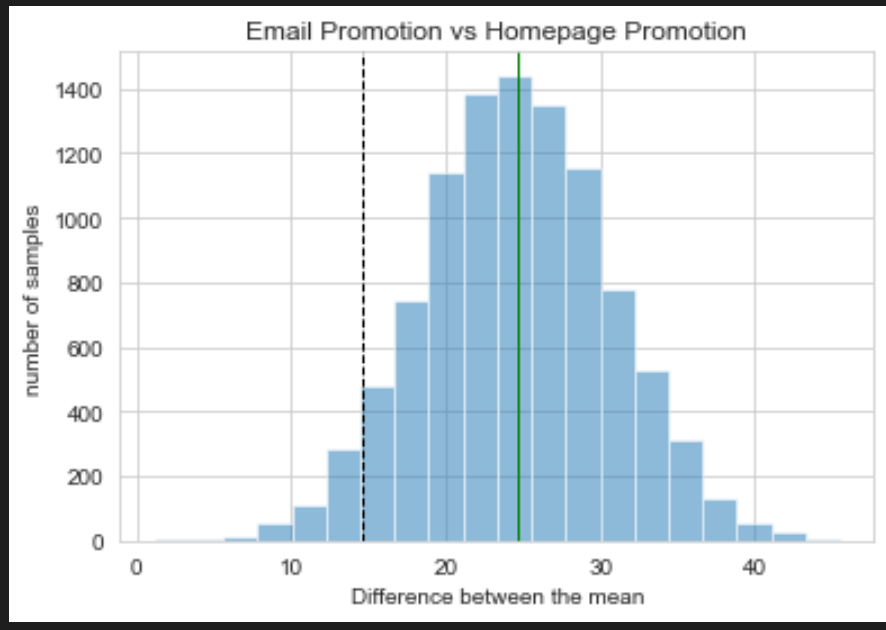 Email Promotion vs Homepage Promotion
1400
1200
1000
800
600
400
200
0
number of samples
0 10 20 30 40
Difference between the mean